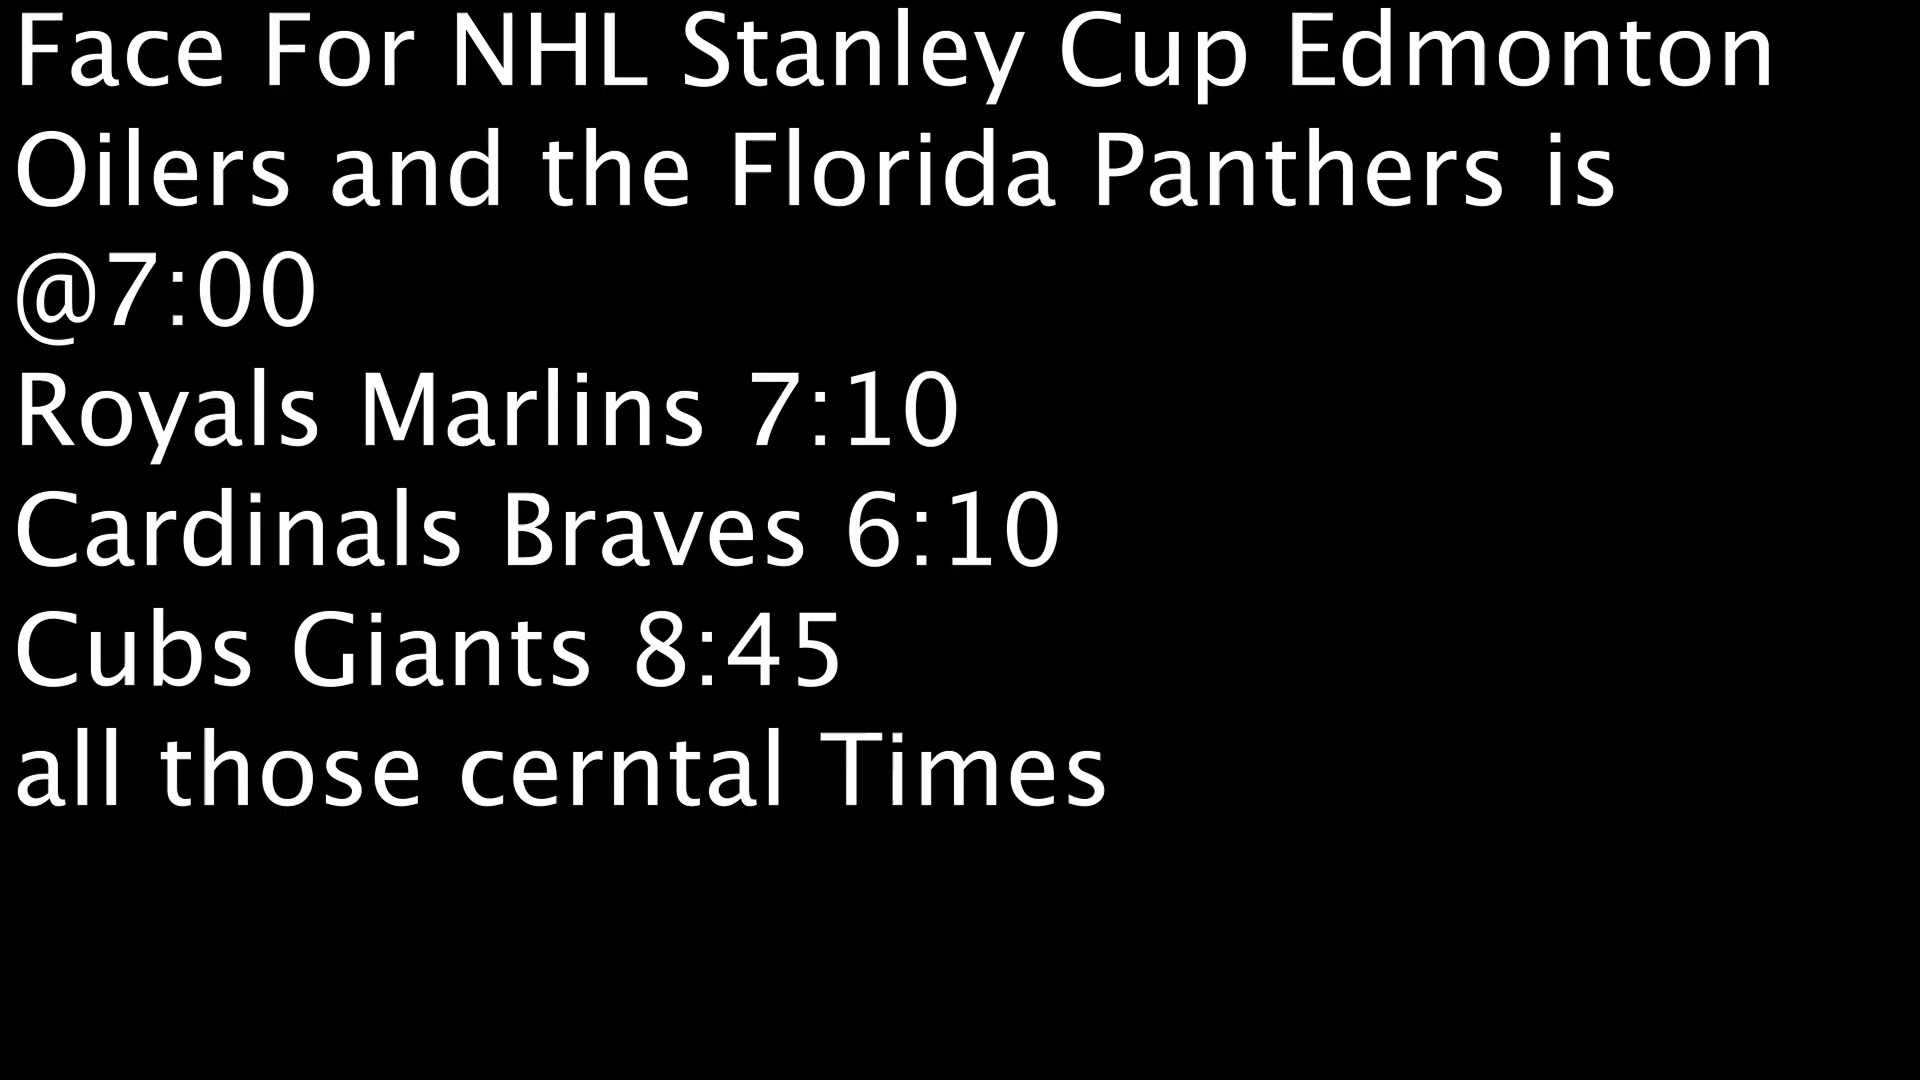 Face For NHL Stanley Cup Edmonton
Oilers and the Florida Panthers is
@7:00
Royals Marlins 7:10
Cardinals Braves 6:10
Cubs Giants 8:45
all those cerntal Times